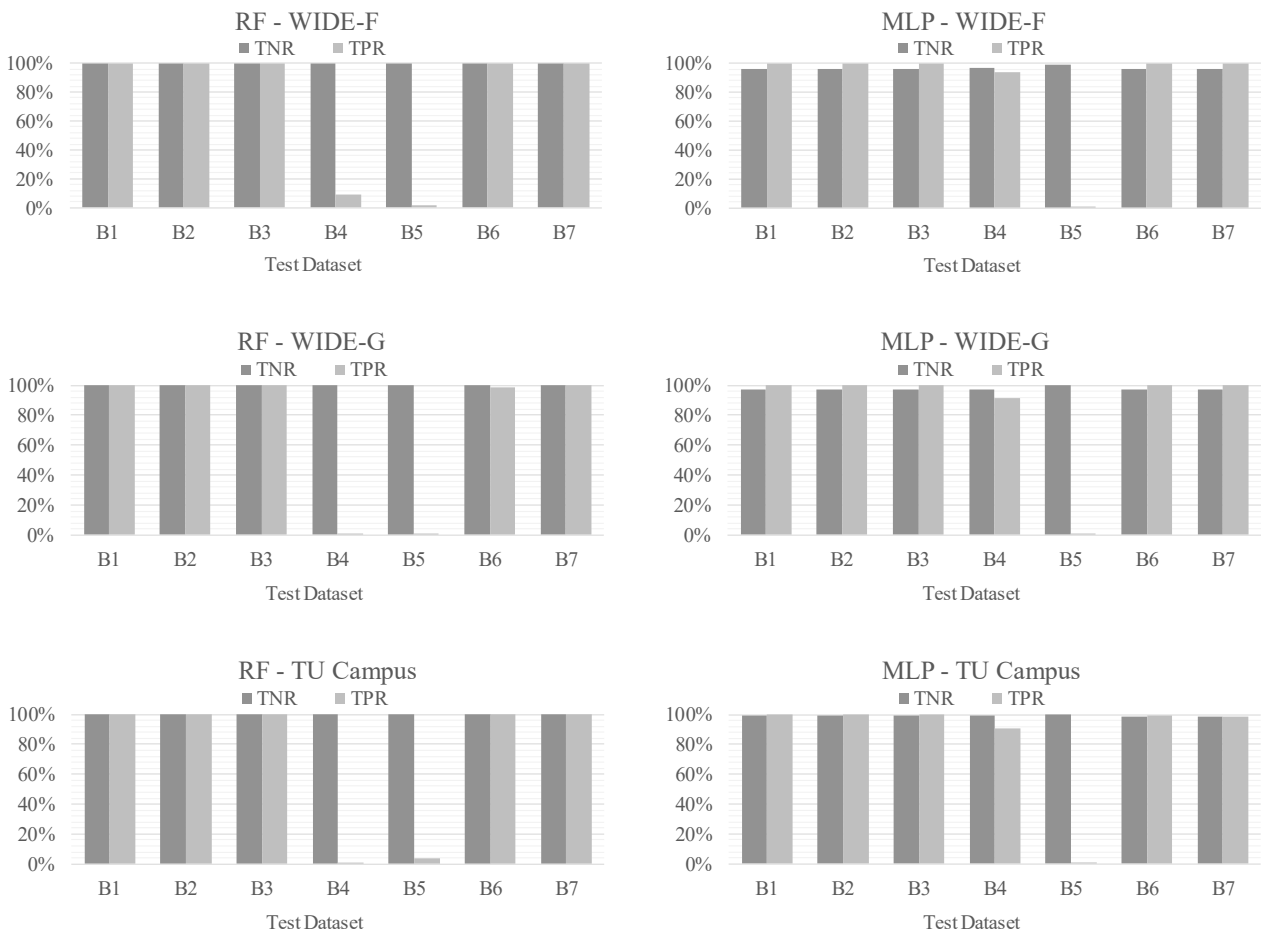 RF - WIDE-F
TNR TPR
100%
80%
60%
40%
20%
0%
B1 B2 B3 B4 B5 B6 B7
Test Dataset
MLP - WIDE-F
TNR TPR
100%
80%
60%
40%
20%
0%
B1 B2 B3 B4 B5 B6 B7
Test Dataset
RF - WIDE-G
TNR TPR
100%
80%
60%
40%
20%
0%
B1 B2 B3 B4 B5 B6 B7
Test Dataset
MLP - WIDE-G
TNR TPR
100%
80%
60%
40%
20%
0%
B1 B2 B3 B4 B5 B6 B7
Test Dataset
RF - TU Campus
TNR TPR
100%
80%
60%
40%
20%
0%
B1 B2 B3 B4 B5 B6 B7
Test Dataset
MLP - TU Campus
TNR TPR
100%
80%
60%
40%
20%
0%
B1 B2 B3 B4 B5 B6 B7
Test Dataset